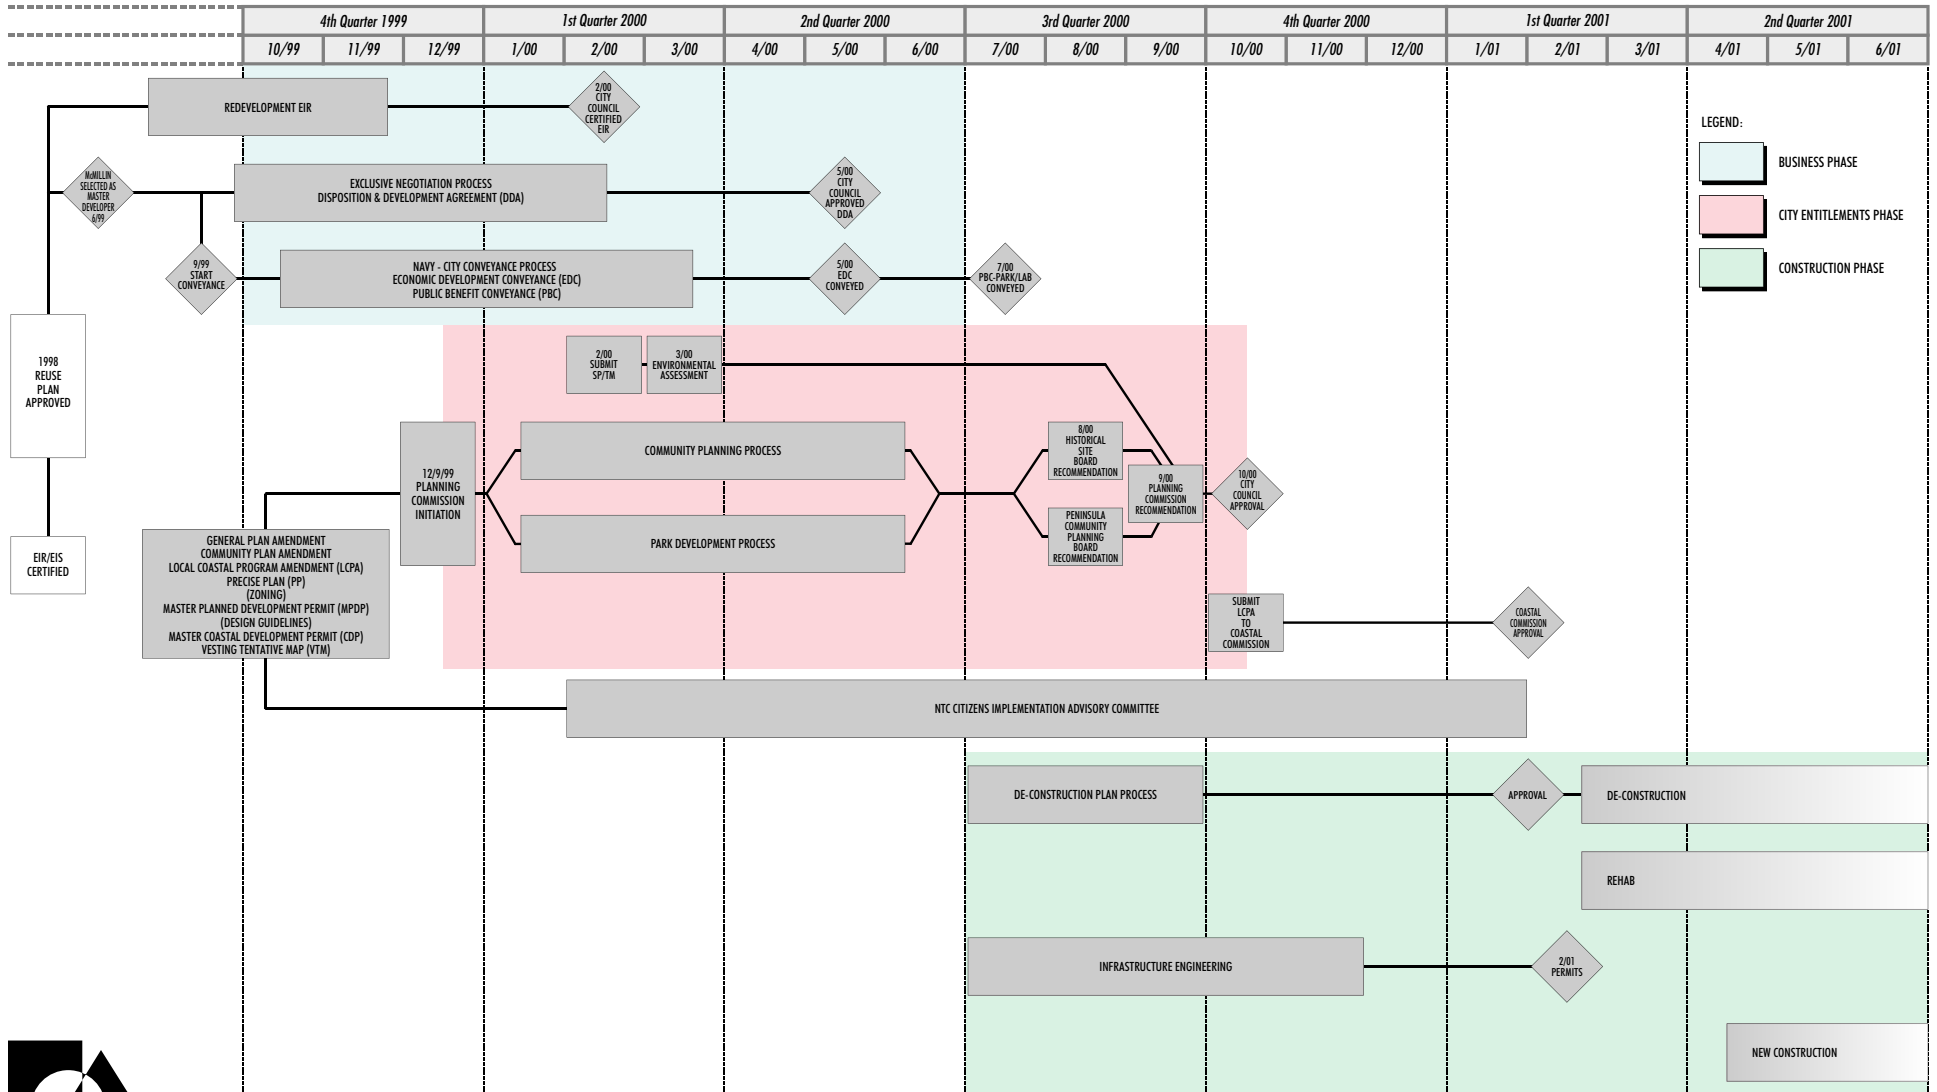 4th Quarter 1999
1st Quarter 2000
2nd Quarter 2000
3rd Quarter 2000
4th Quarter 2000
1st Quarter 2001
2nd Quarter 2001
10/99
11/99
12/99
1/00
2/00
3/00
4/00
5/00
6/00
7/00
8/00
9/00
10/00
11/00
12/00
1/01
2/01
3/01
4/01
5/01
6/01
REDEVELOPMENT EIR
2/00
CITY
COUNCIL
CERTIFIED
EIR
LEGEND:
BUSINESS PHASE
CITY ENTITLEMENTS PHASE
CONSTRUCTION PHASE
McMILLIN
SELECTED AS
MASTER
DEVELOPER
6/99
EXCLUSIVE NEGOTIATION PROCESS
DISPOSITION & DEVELOPMENT AGREEMENT (DDA)
5/00
CITY
COUNCIL
APPROVED
DDA
9/99
START
CONVEYANCE
NAVY - CITY CONVEYANCE PROCESS
ECONOMIC DEVELOPMENT CONVEYANCE (EDC)
PUBLIC BENEFIT CONVEYANCE (PBC)
5/00
EDC
CONVEYED
7/00
PBC-PARK/LAB
CONVEYED
1998
REUSE
PLAN
APPROVED
2/00
SUBMIT
SP/TM
3/00
ENVIRONMENTAL
ASSESSMENT
12/9/99
PLANNING
COMMISSION
INITIATION
COMMUNITY PLANNING PROCESS
8/00
HISTORICAL
SITE
BOARD
RECOMMENDATION
9/00
PLANNING
COMMISSION
RECOMMENDATION
10/00
CITY
COUNCIL
APPROVAL
EIR/EIS
CERTIFIED
GENERAL PLAN AMENDMENT
COMMUNITY PLAN AMENDMENT
LOCAL COASTAL PROGRAM AMENDMENT (LCPA)
PRECISE PLAN (PP)
(ZONING)
MASTER PLANNED DEVELOPMENT PERMIT (MPDP)
(DESIGN GUIDELINES)
MASTER COASTAL DEVELOPMENT PERMIT (CDP)
VESTING TENTATIVE MAP (VTM)
PARK DEVELOPMENT PROCESS
PENINSULA
COMMUNITY
PLANNING
BOARD
RECOMMENDATION
SUBMIT
LCPA
TO
COASTAL
COMMISSION
COASTAL
COMMISSION
APPROVAL
NTC CITIZENS IMPLEMENTATION ADVISORY COMMITTEE
DE-CONSTRUCTION PLAN PROCESS
APPROVAL
DE-CONSTRUCTION
REHAB
INFRASTRUCTURE ENGINEERING
2/01
PERMITS
NEW CONSTRUCTION